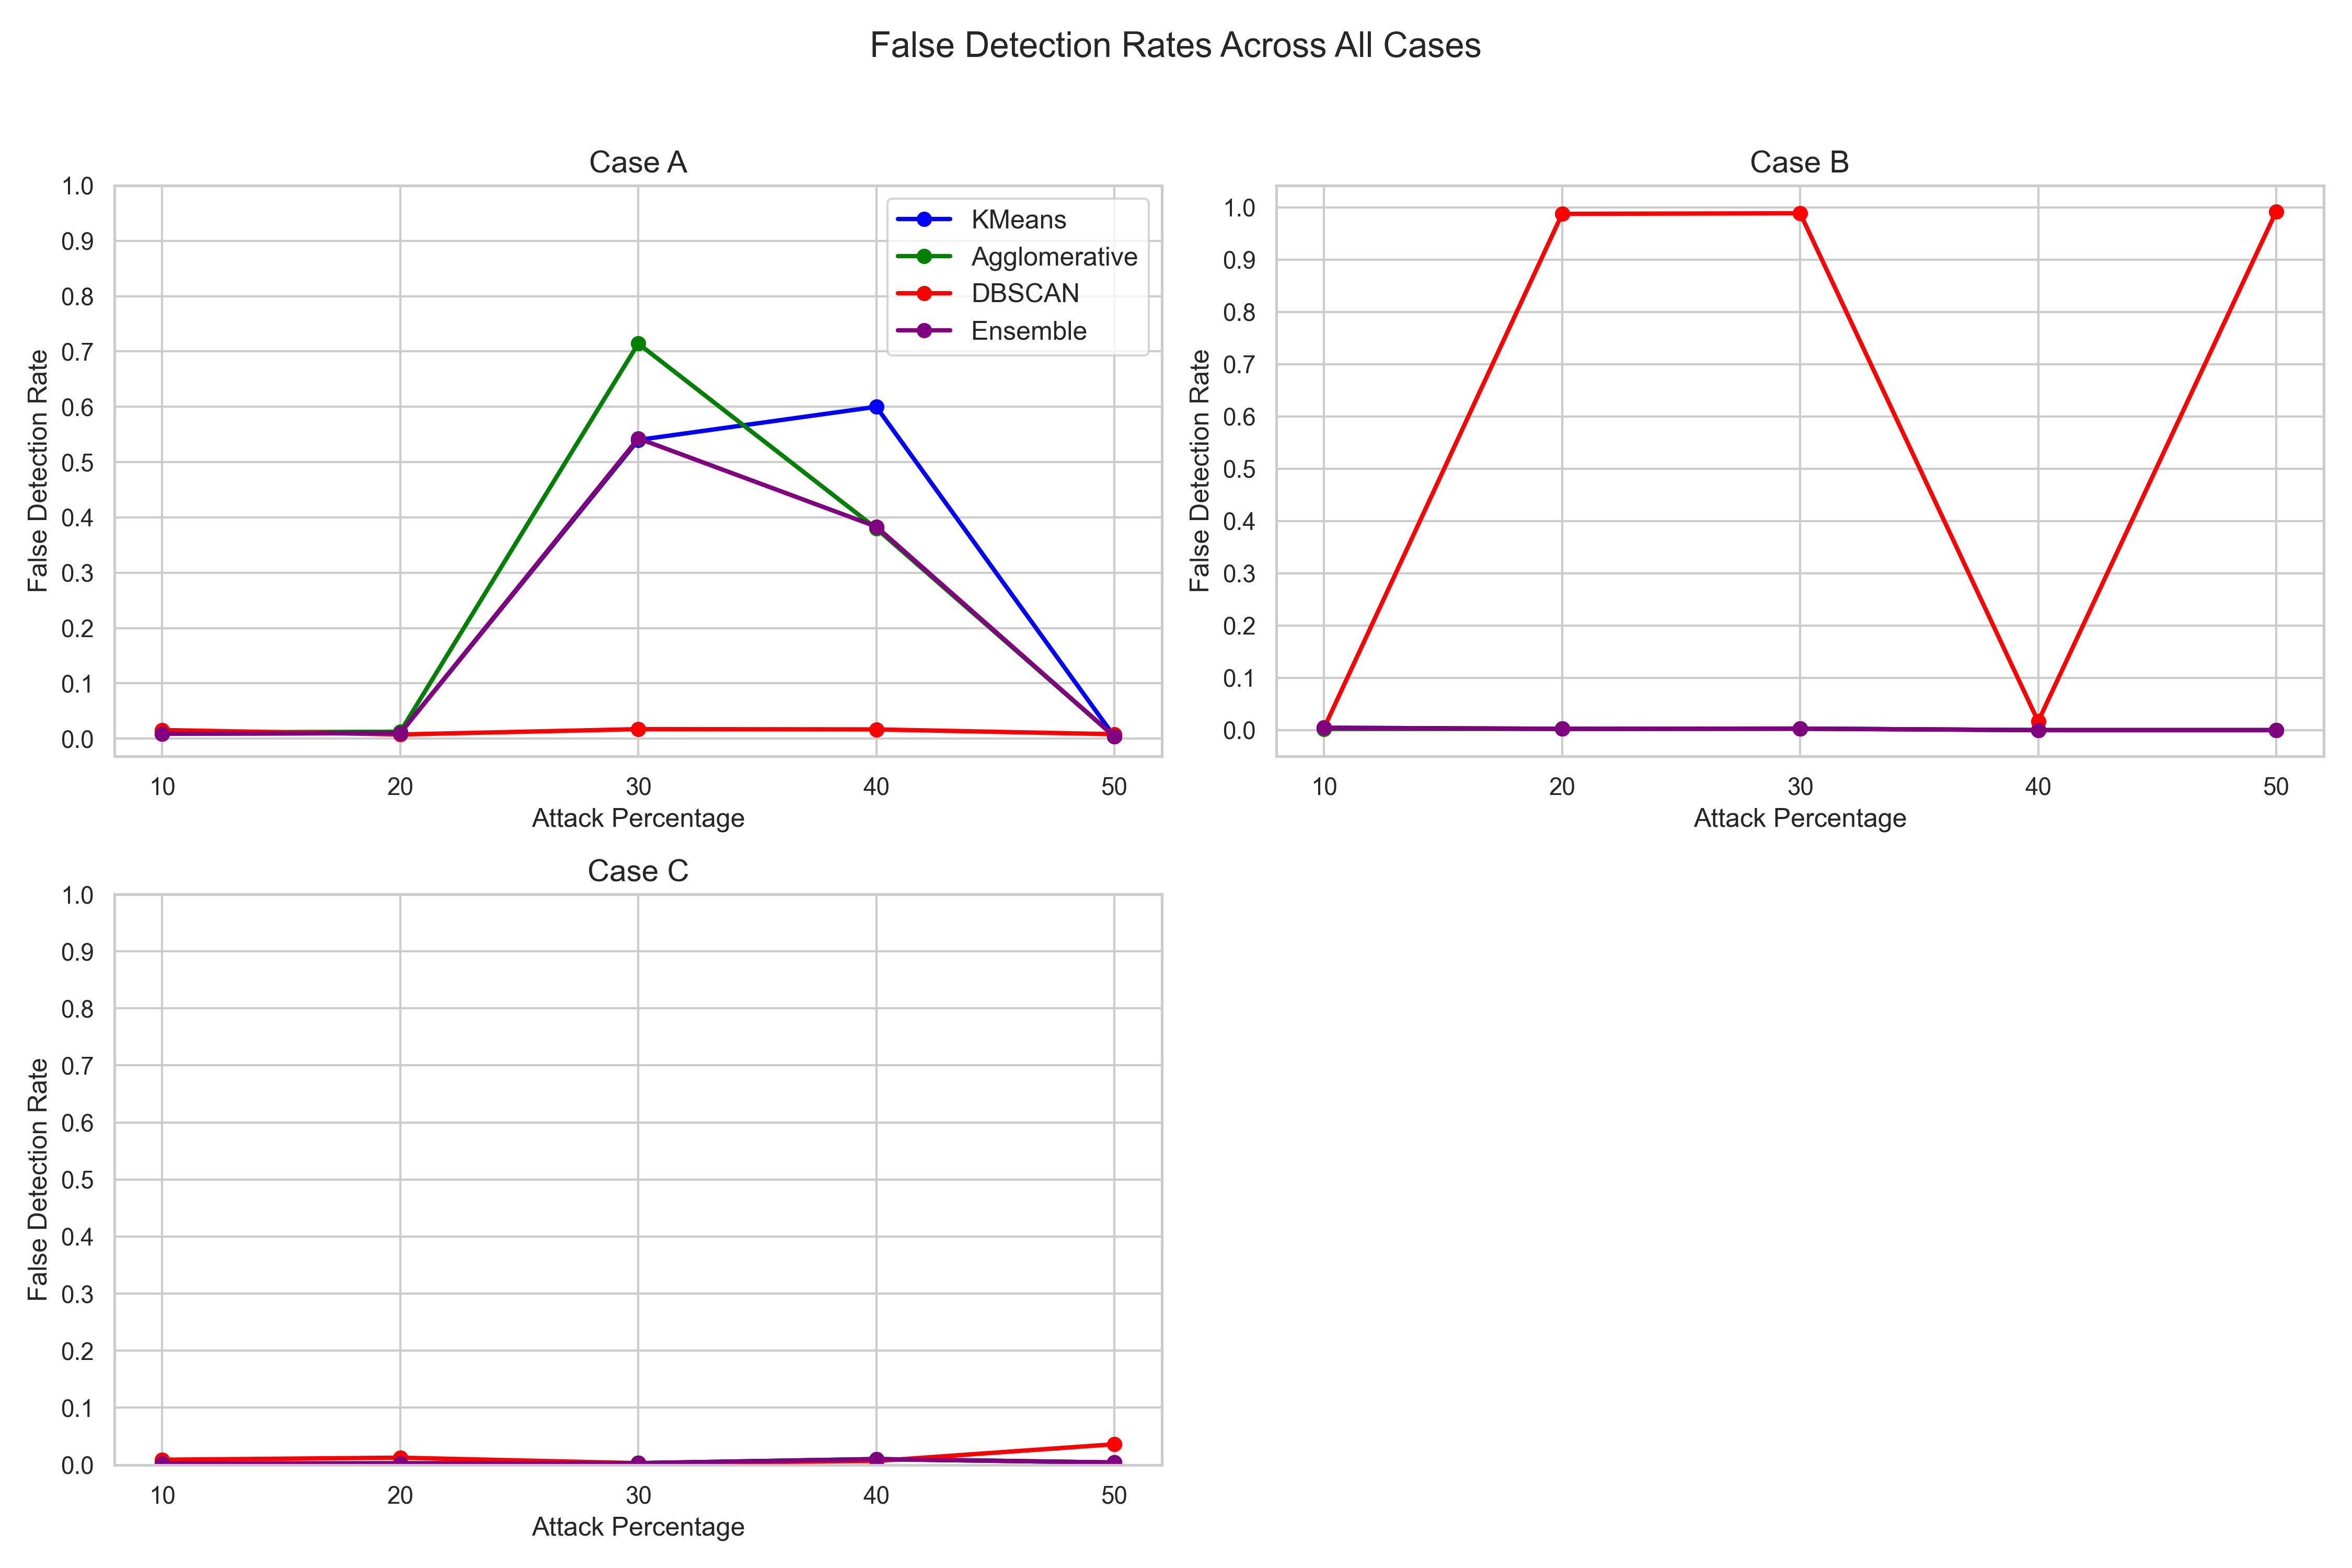 False Detection Rates Across All Cases
Case A
1.0
0.9
0.8
0.7
0.6
0.5
0.4
0.3
0.2
0.1
0.0
False Detection Rate
10 20 30 40 50
Attack Percentage
KMeans
Agglomerative
DBSCAN
Ensemble
Case B
1.0
0.9
0.8
0.7
0.6
0.5
0.4
0.3
0.2
0.1
0.0
False Detection Rate
10 20 30 40 50
Attack Percentage
Case C
1.0
0.9
0.8
0.7
0.6
0.5
0.4
0.3
0.2
0.1
0.0
False Detection Rate
10 20 30 40 50
Attack Percentage